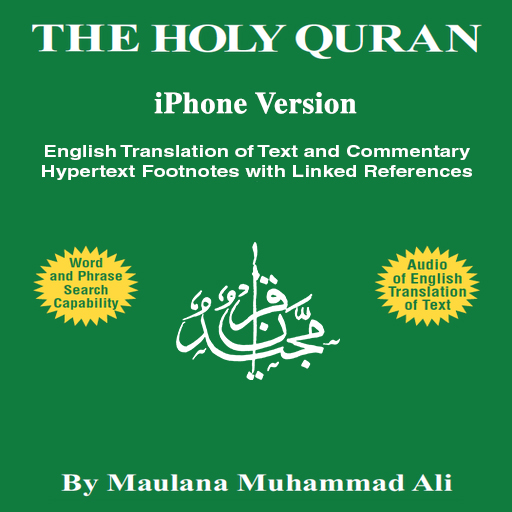 THE HOLY QURAN
iPhone Version
English Translation of Text and Commentary
Hypertext Footnotes with Linked References
Word
and Phrase
Search
Capability
قرآن مجيد
Audio
of English
Translation
of Text
By Maulana Muhammad Ali